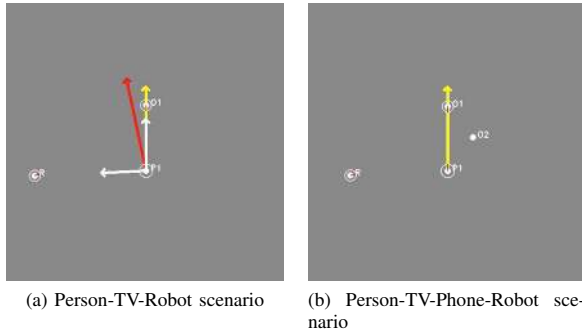 O1
P1
R
O1
O2
P1
R
(a) Person-TV-Robot scenario
(b) Person-TV-Phone-Robot sce-
nario